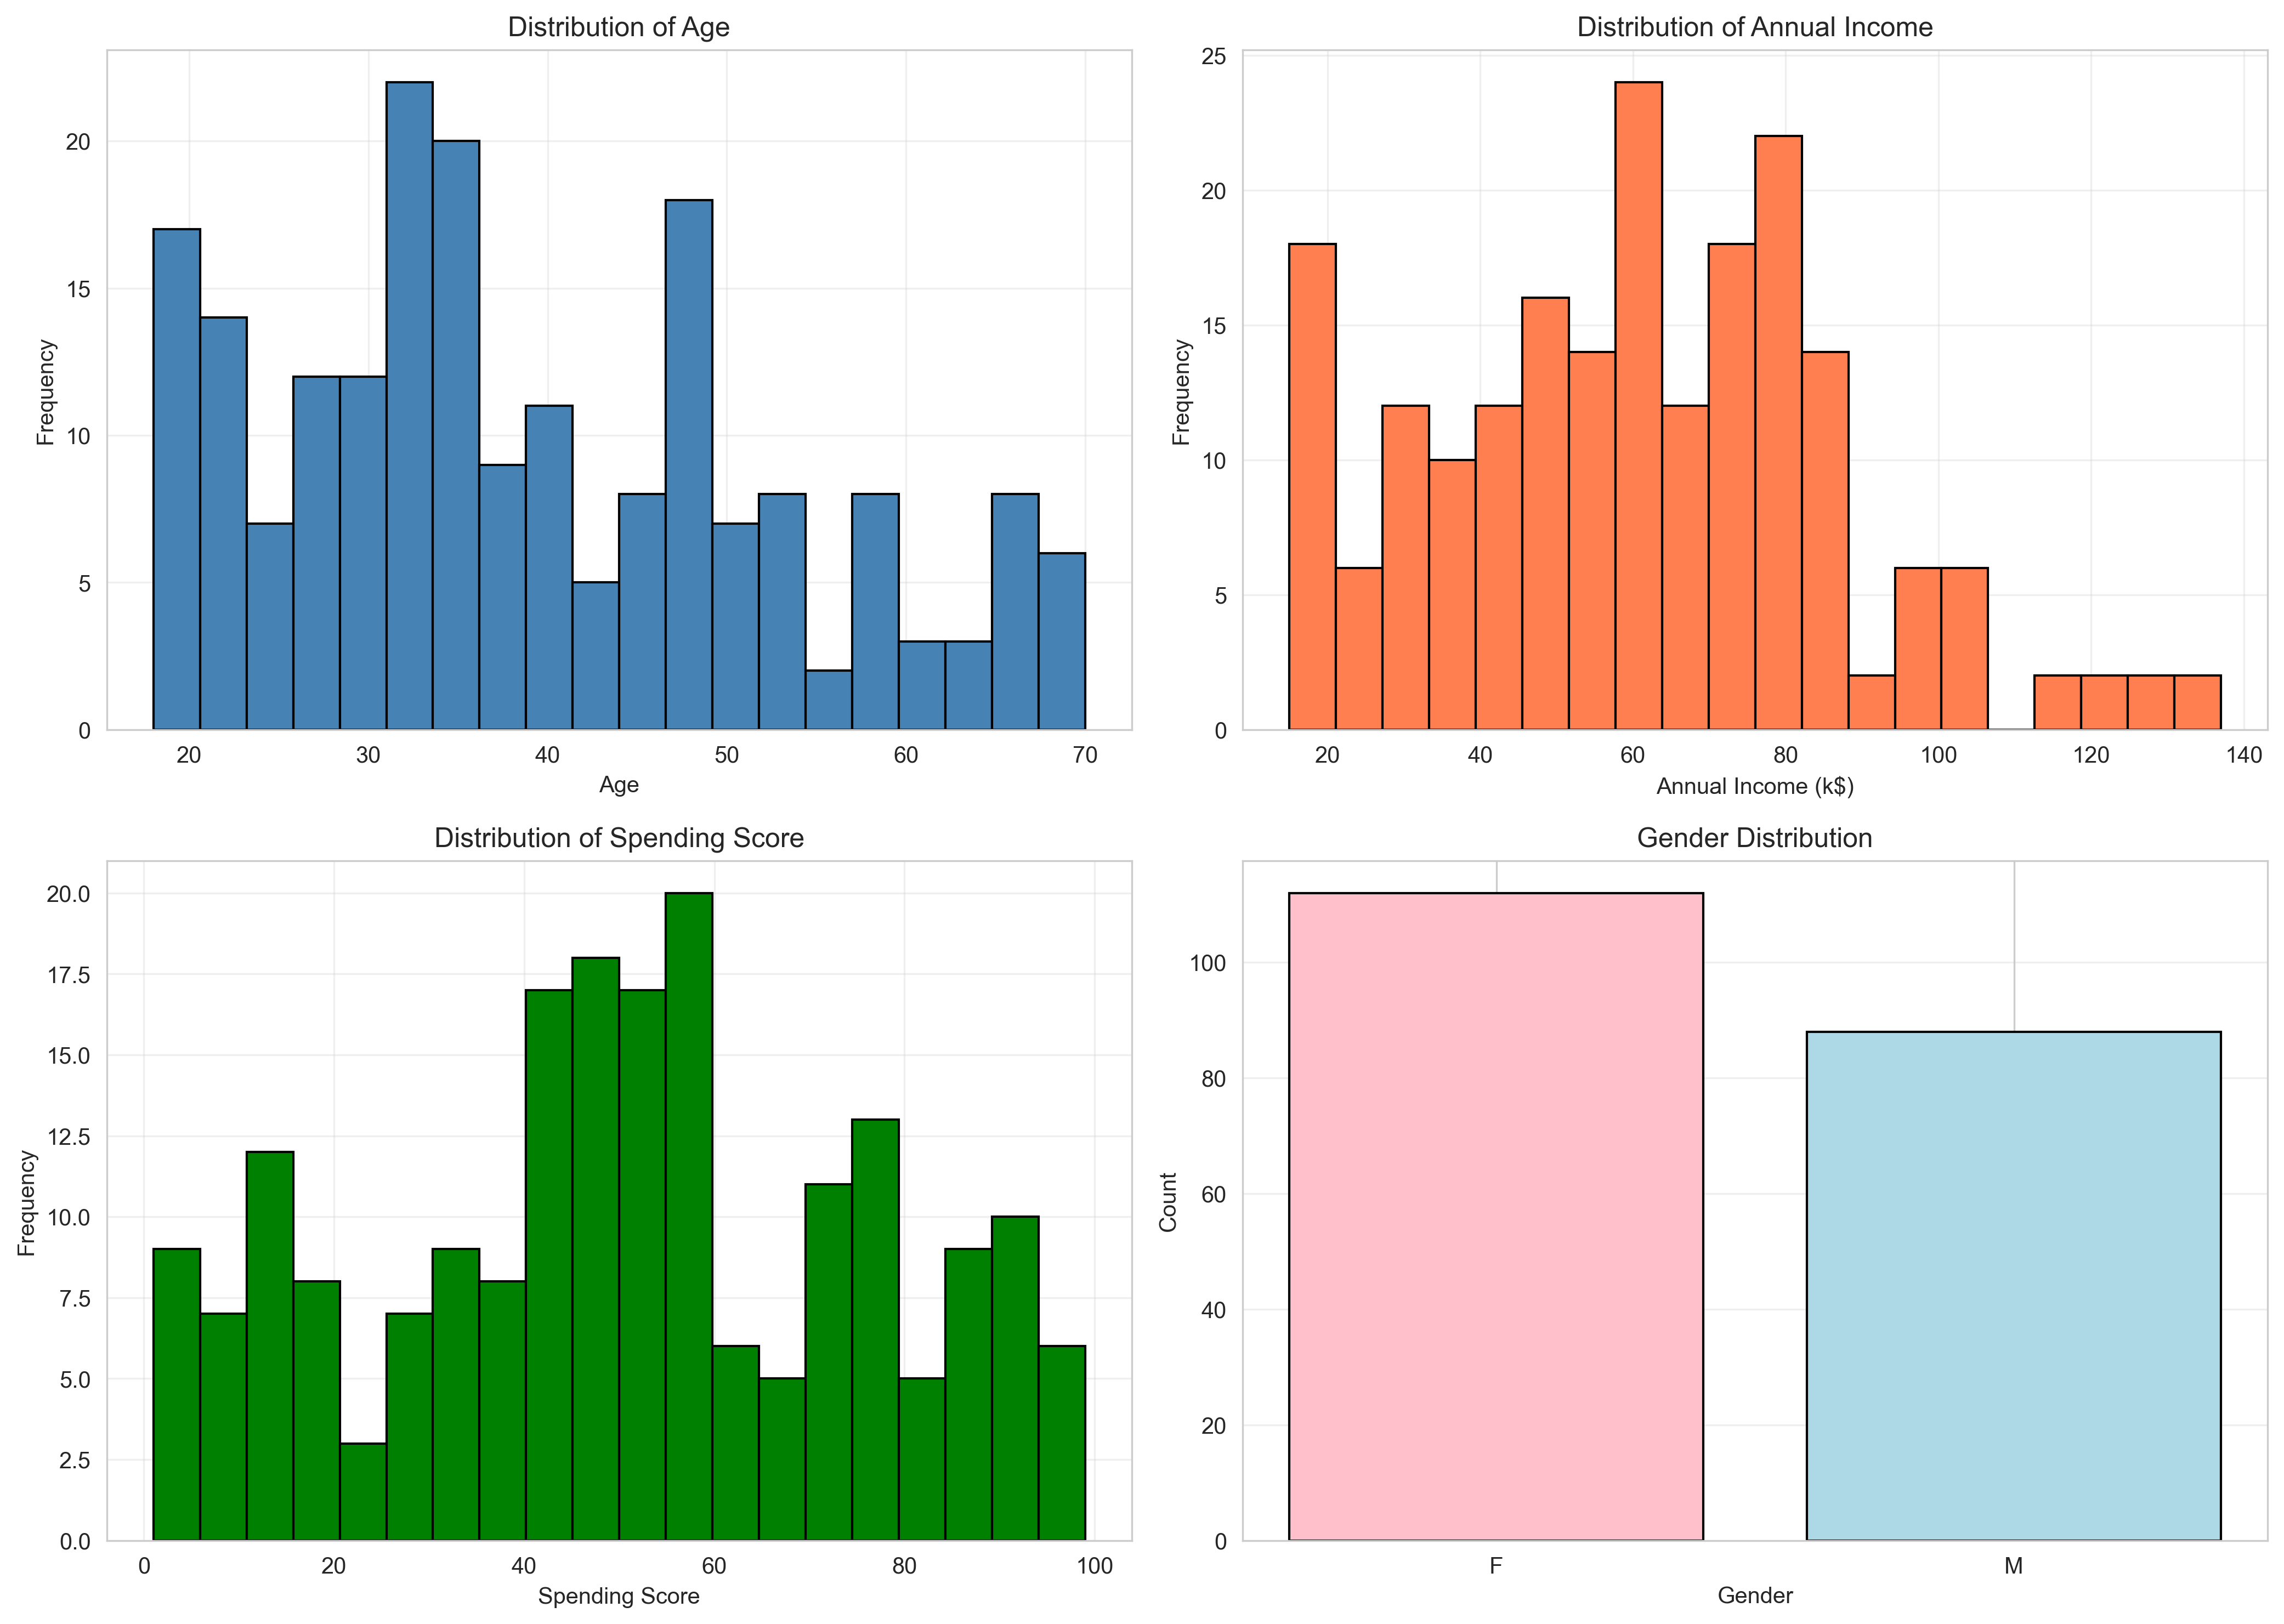 Distribution of Age
20
15
10
5
0
Frequency
20 30 40 50 60 70
Age
Distribution of Annual Income
25
20
15
10
5
0
Frequency
20 40 60 80 100 120 140
Annual Income (k$)
Distribution of Spending Score
20.0
17.5
15.0
12.5
10.0
7.5
5.0
2.5
0.0
Frequency
0 20 40 60 80 100
Spending Score
Gender Distribution
100
80
60
40
20
0
Count
F M
Gender